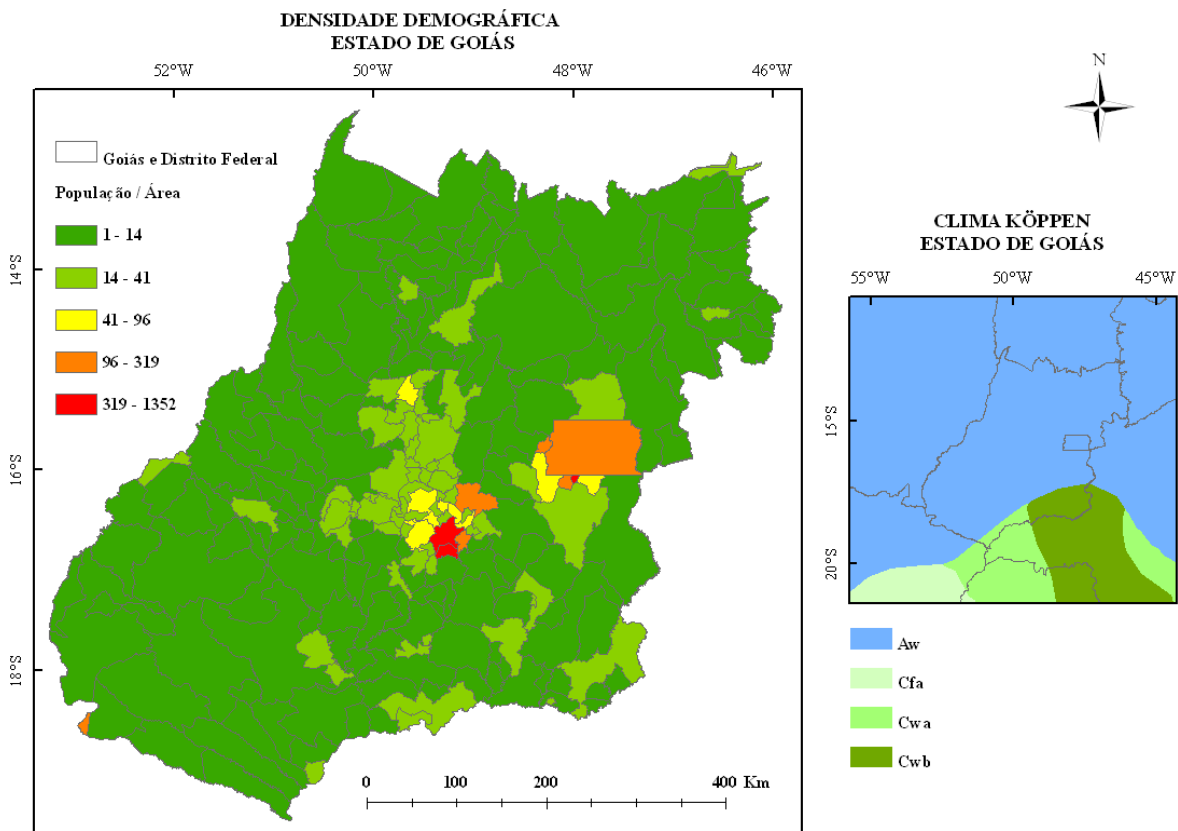 DENSIDADE DEMOGRÁFICA
ESTADO DE GOIÁS
52°W 50°W 48°W 46°W
14°S
16°S
18°S
Goiás e Distrito Federal
População / Área
1 - 14
14 - 41
41 - 96
96 - 319
319 - 1352
0 100 200 400 Km
N
CLIMA KÖPPEN
ESTADO DE GOIÁS
55°W 50°W 45°W
15°S
20°S
Aw
Cfa
Cwa
Cwb